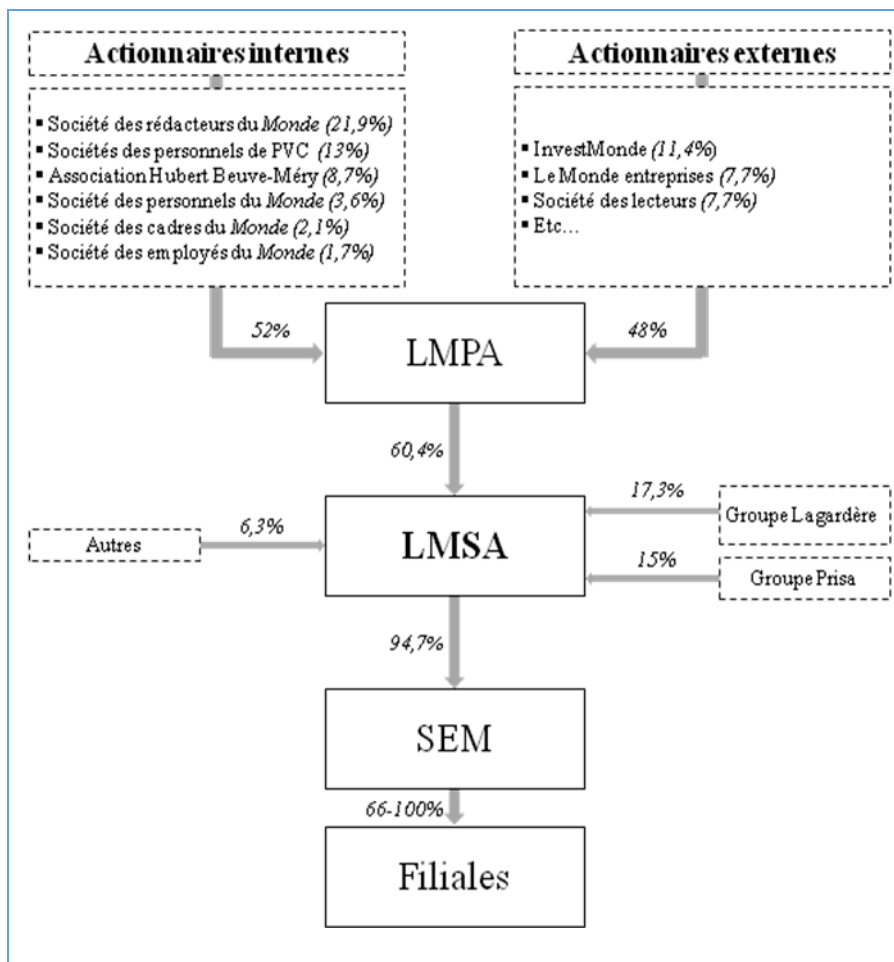 Actionnaires internes
Actionnaires externes
▪ Société des rédacteurs du Monde (21,9%)
▪ Sociétés des personnels de PVC (13%)
▪ Association Hubert Beuve-Méry (8,7%)
▪ Société des personnels du Monde (3,6%)
▪ Société des cadres du Monde (2,1%)
▪ Société des employés du Monde (1,7%)
▪ InvestMonde (11,4%)
▪ Le Monde entreprises (7,7%)
▪ Société des lecteurs (7,7%)
▪ Etc…
52%
LMPA
48%
60,4%
Autres
6,3%
LMSA
17,3%
Groupe Lagardère
15%
Groupe Prisa
94,7%
SEM
66-100%
Filiales